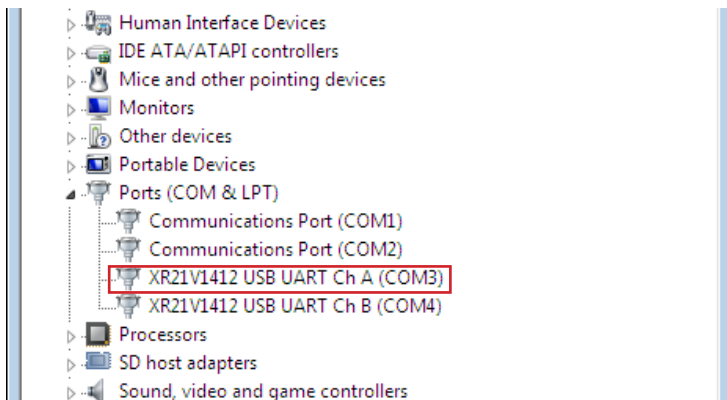 Human Interface Devices
IDE ATA/ATAPI controllers
Mice and other pointing devices
Monitors
Other devices
Portable Devices
Ports (COM & LPT)
Communications Port (COM1)
Communications Port (COM2)
XR21V1412 USB UART Ch A (COM3)
XR21V1412 USB UART Ch B (COM4)
Processors
SD host adapters
Sound, video and game controllers